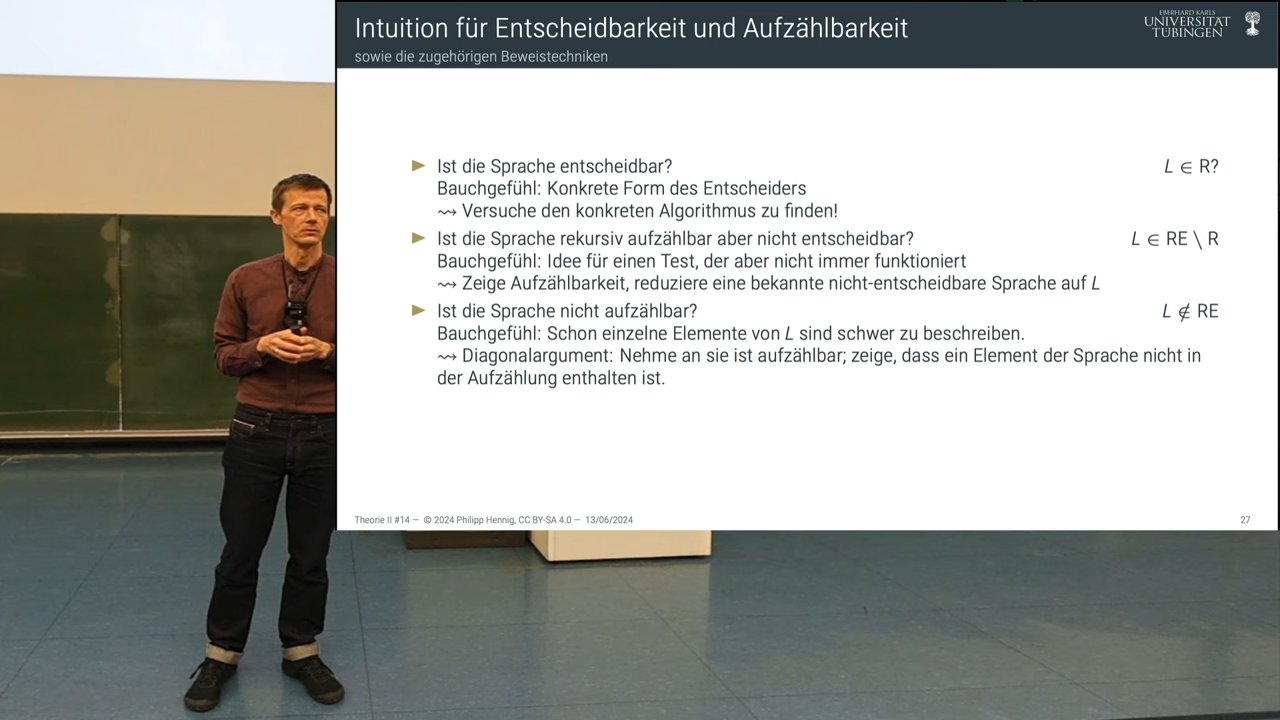 Intuition für Entscheidbarkeit und Aufzählbarkeit
sowie die zugehörigen Beweistechniken
EBERHARD KARLS
UNIVERSITÄT
TÜBINGEN
► Ist die Sprache entscheidbar? L ∈ R?
Bauchgefühl: Konkrete Form des Entscheiders
⇝ Versuche den konkreten Algorithmus zu finden!
► Ist die Sprache rekursiv aufzählbar aber nicht entscheidbar? L ∈ RE \ R
Bauchgefühl: Idee für einen Test, der aber nicht immer funktioniert
⇝ Zeige Aufzählbarkeit, reduziere eine bekannte nicht-entscheidbare Sprache auf L
► Ist die Sprache nicht aufzählbar? L ∉ RE
Bauchgefühl: Schon einzelne Elemente von L sind schwer zu beschreiben.
⇝ Diagonalargument: Nehme an sie ist aufzählbar; zeige, dass ein Element der Sprache nicht in
der Aufzählung enthalten ist.
Theorie II #14 — © 2024 Philipp Hennig, CC BY-SA 4.0 — 13/06/2024 27